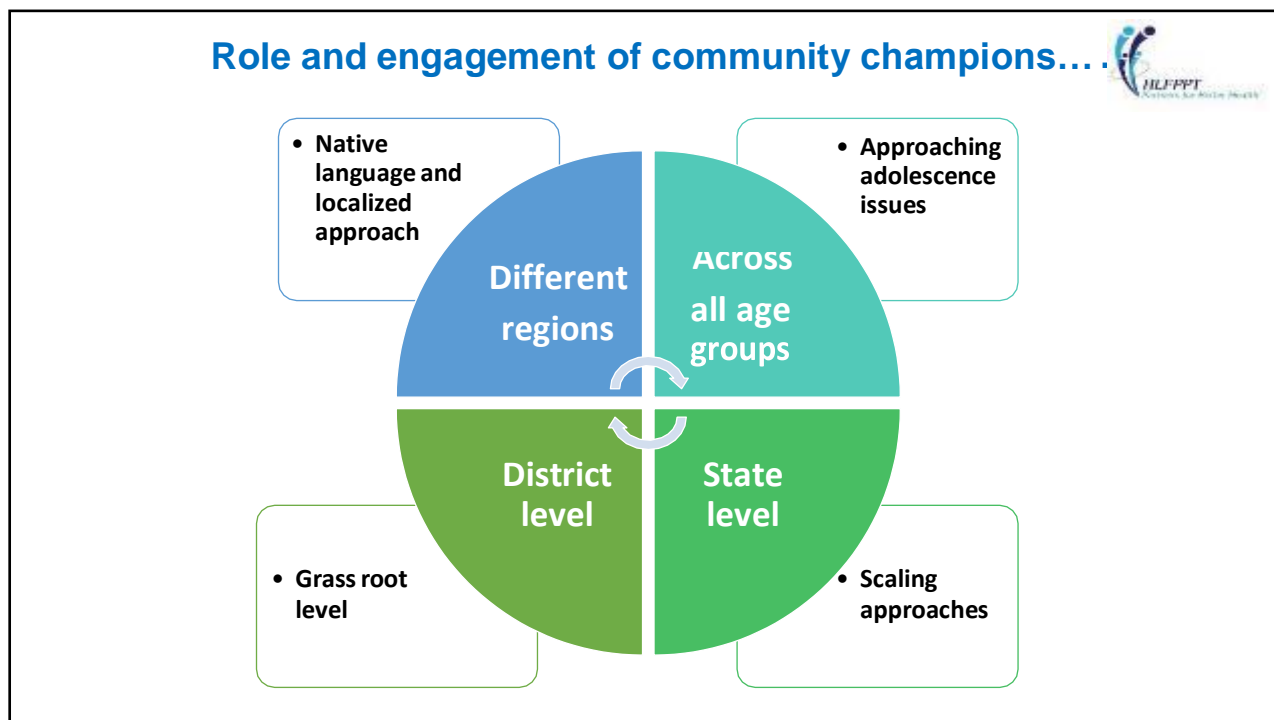 Role and engagement of community champions… .
HLFPPT
• Native
language and
localized
approach
• Approaching
adolescence
issues
Different
regions
Across
all age
groups
District
level
State
level
• Grass root
level
• Scaling
approaches